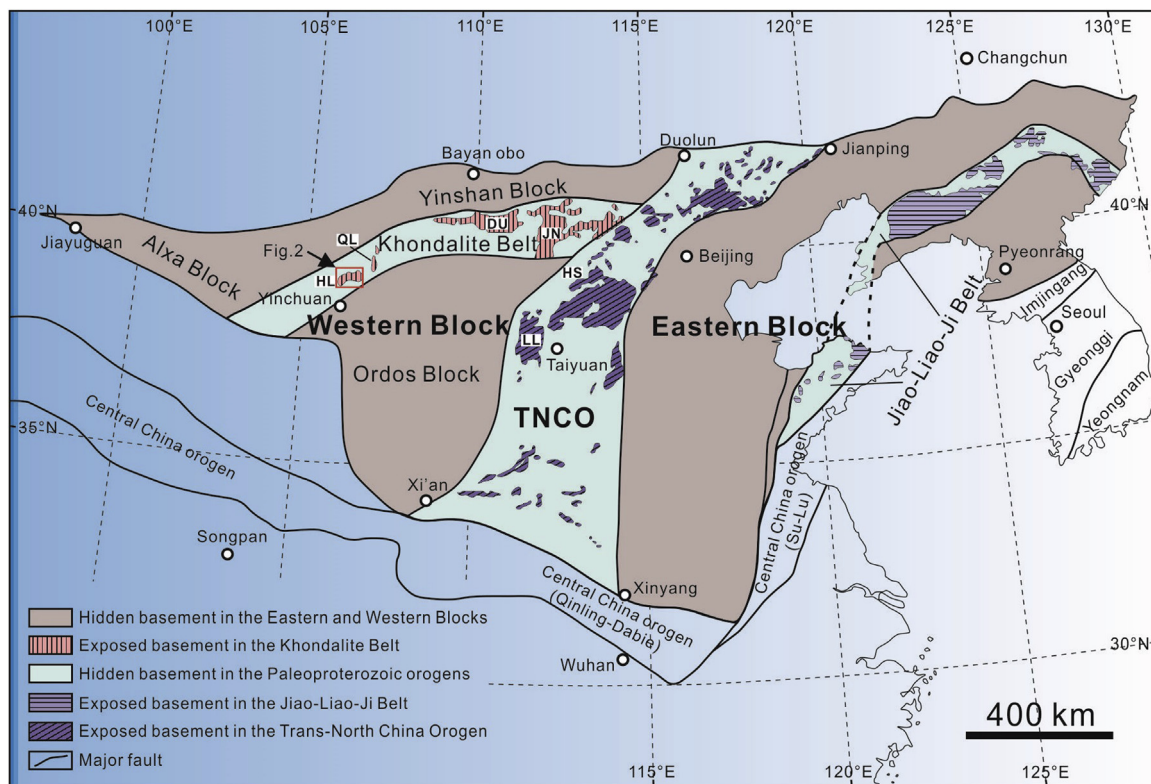 100°E
105°E
110°E
115°E
120°E
125°E
130°E
Changchun
Duolun
Jianping
Bayan obo
Yinshan Block
40°N
40°N
Jiayuguan
Alxa Block
QL
Fig.2
HL
DU
JN
Khondalite Belt
HS
Beijing
Pyeonrang
Imjingang
Seoul
Gyeonggi
Yeongnam
Yinchuan
Western Block
Eastern Block
Jiao-Liao-Ji Belt
LL
Taiyuan
Ordos Block
TNCO
Central China orogen
35°N
35°N
Xi'an
Songpan
Central China orogen
(Su-Lu)
Xinyang
Central China orogen
(Qinling-Dabie)
Wuhan
30°N
Hidden basement in the Eastern and Western Blocks
Exposed basement in the Khondalite Belt
Hidden basement in the Paleoproterozoic orogens
Exposed basement in the Jiao-Liao-Ji Belt
Exposed basement in the Trans-North China Orogen
Major fault
400 km
110°E
115°E
120°E
125°E